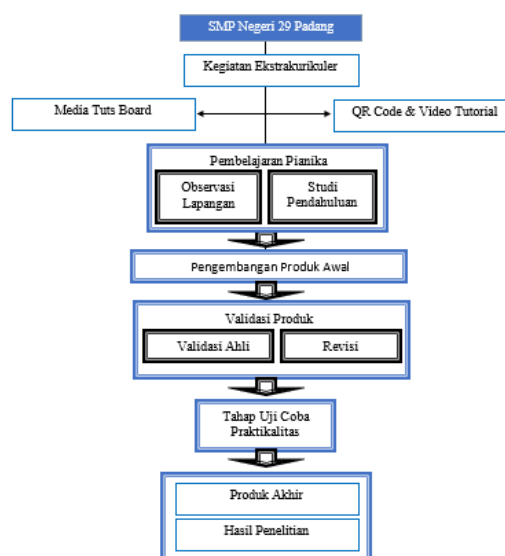 SMP Negeri 29 Padang
Kegiatan Ekstrakurikuler
Media Tuts Board
QR Code & Video Tutorial
Pembelajaran Pianika
Observasi
Lapangan
Studi
Pendahuluan
Pengembangan Produk Awal
Validasi Produk
Validasi Ahli
Revisi
Tahap Uji Coba
Praktikalitas
Produk Akhir
Hasil Penelitian